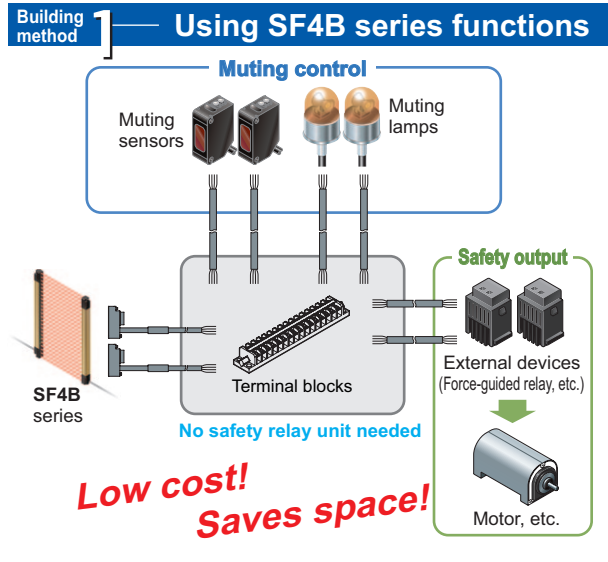 Building
method
1
Using SF4B series functions
Muting control
Muting
sensors
Muting
lamps
Safety output
SF4B
series
Terminal blocks
No safety relay unit needed
External devices
(Force-guided relay, etc.)
Motor, etc.
Low cost!
Saves space!